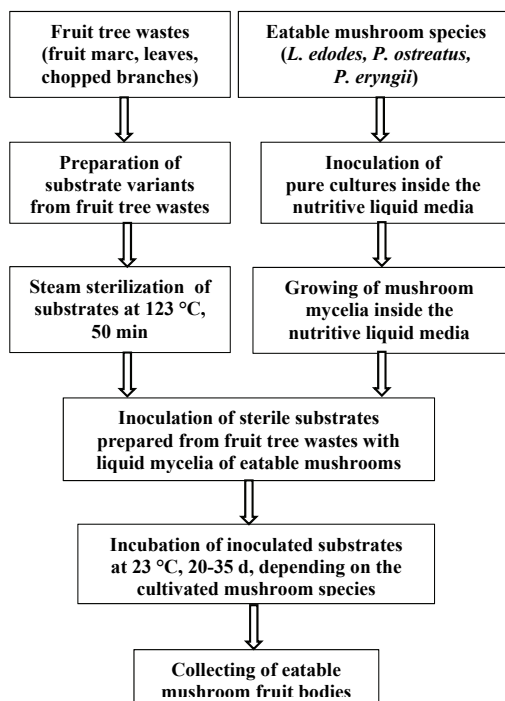 Fruit tree wastes
(fruit marc, leaves,
chopped branches)
Eatable mushroom species
(L. edodes, P. ostreatus,
P. eryngii)
Preparation of
substrate variants
from fruit tree wastes
Inoculation of
pure cultures inside the
nutritive liquid media
Steam sterilization of
substrates at 123 °C,
50 min
Growing of mushroom
mycelia inside the
nutritive liquid media
Inoculation of sterile substrates
prepared from fruit tree wastes with
liquid mycelia of eatable mushrooms
Incubation of inoculated substrates
at 23 °C, 20-35 d, depending on the
cultivated mushroom species
Collecting of eatable
mushroom fruit bodies